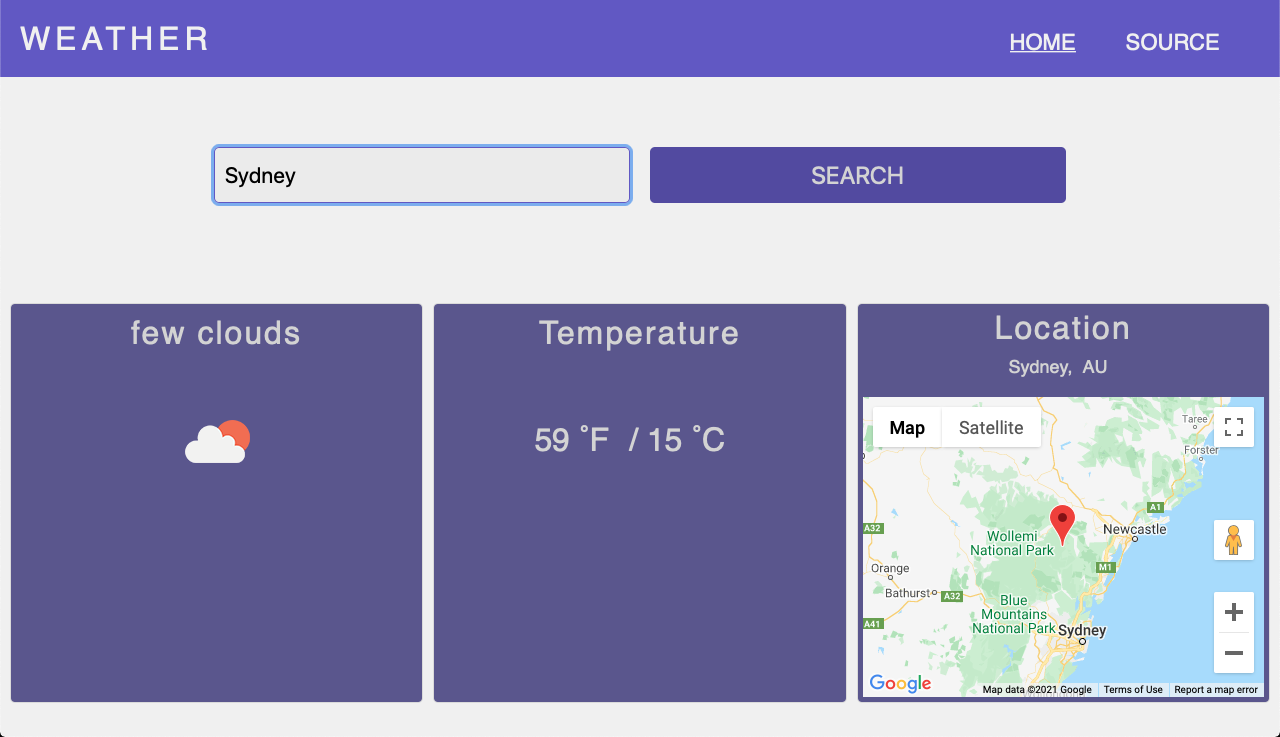 WEATHER
HOME
SOURCE
Sydney
SEARCH
few clouds
Temperature
59 °F / 15 °C
Location
Sydney, AU
Map
Satellite
Taree
Forster
A1
A32
Newcastle
Wollemi
National Park
Orange
M1
Bathurst
A32
Blue
Mountains
National Park
A41
Sydney
Google
Map data ©2021 Google
Terms of Use
Report a map error